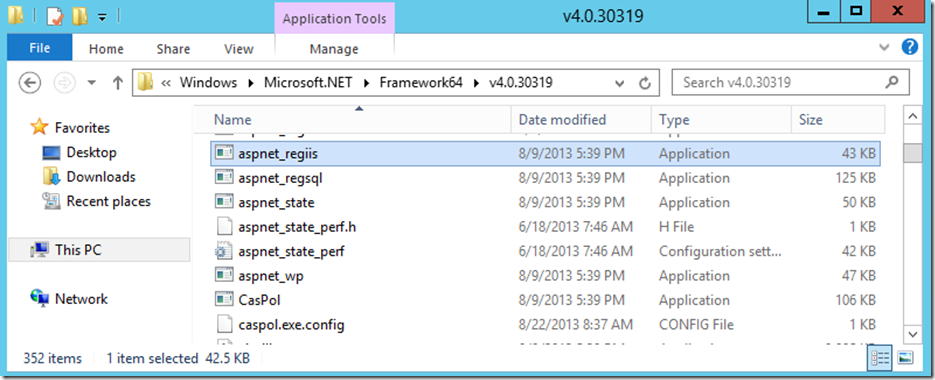 Application Tools
v4.0.30319
File Home Share View Manage
« Windows Microsoft.NET Framework64 v4.0.30319 Search v4.0.30319
Name Date modified Type Size
Favorites
Desktop
Downloads
Recent places
This PC
Network
aspnet_regiis 8/9/2013 5:39 PM Application 43 KB
aspnet_regsql 8/9/2013 5:39 PM Application 125 KB
aspnet_state 8/9/2013 5:39 PM Application 50 KB
aspnet_state_perf.h 6/18/2013 7:46 AM H File 1 KB
aspnet_state_perf 6/18/2013 7:46 AM Configuration sett... 42 KB
aspnet_wp 8/9/2013 5:39 PM Application 47 KB
CasPol 8/9/2013 5:39 PM Application 106 KB
caspol.exe.config 8/22/2013 8:37 AM CONFIG File 1 KB
352 items 1 item selected 42.5 KB